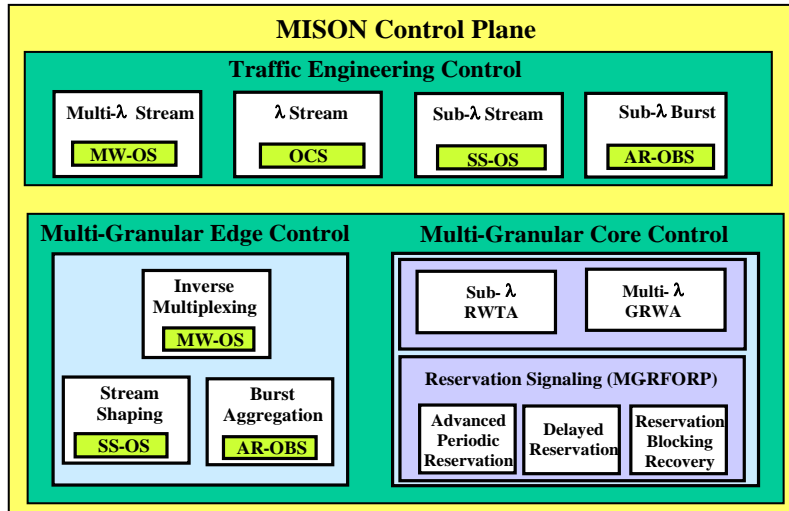 MISON Control Plane
Traffic Engineering Control
Multi-λ Stream
MW-OS
λ Stream
OCS
Sub-λ Stream
SS-OS
Sub-λ Burst
AR-OBS
Multi-Granular Edge Control
Inverse
Multiplexing
MW-OS
Stream
Shaping
SS-OS
Burst
Aggregation
AR-OBS
Multi-Granular Core Control
Sub- λ
RWTA
Multi- λ
GRWA
Reservation Signaling (MGRFORP)
Advanced
Periodic
Reservation
Delayed
Reservation
Reservation
Blocking
Recovery